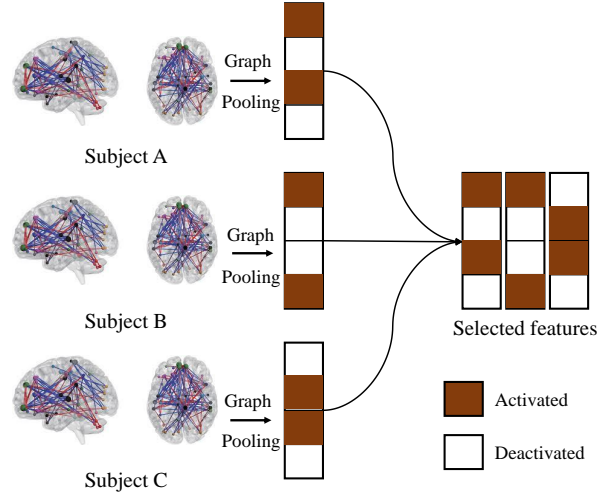 Graph
Pooling
Subject A
Graph
Pooling
Subject B
Selected features
Graph
Pooling
Subject C
Activated
Deactivated